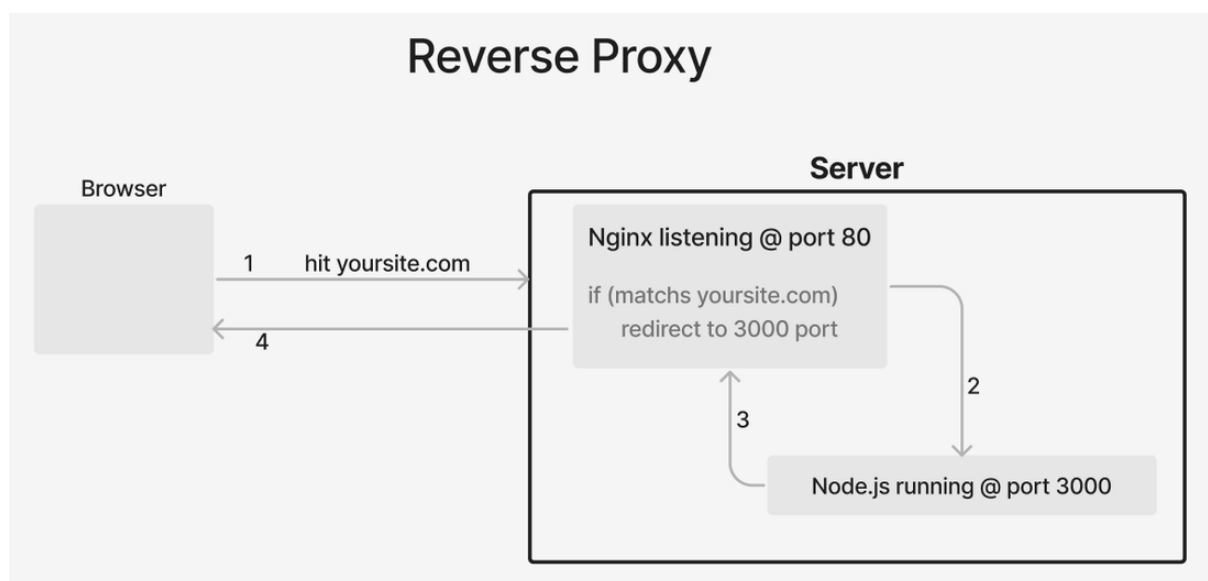 Reverse Proxy
Server
Browser
Nginx listening @ port 80
1
hit yoursite.com
if (matchs yoursite.com)
redirect to 3000 port
4
2
3
Node.js running @ port 3000